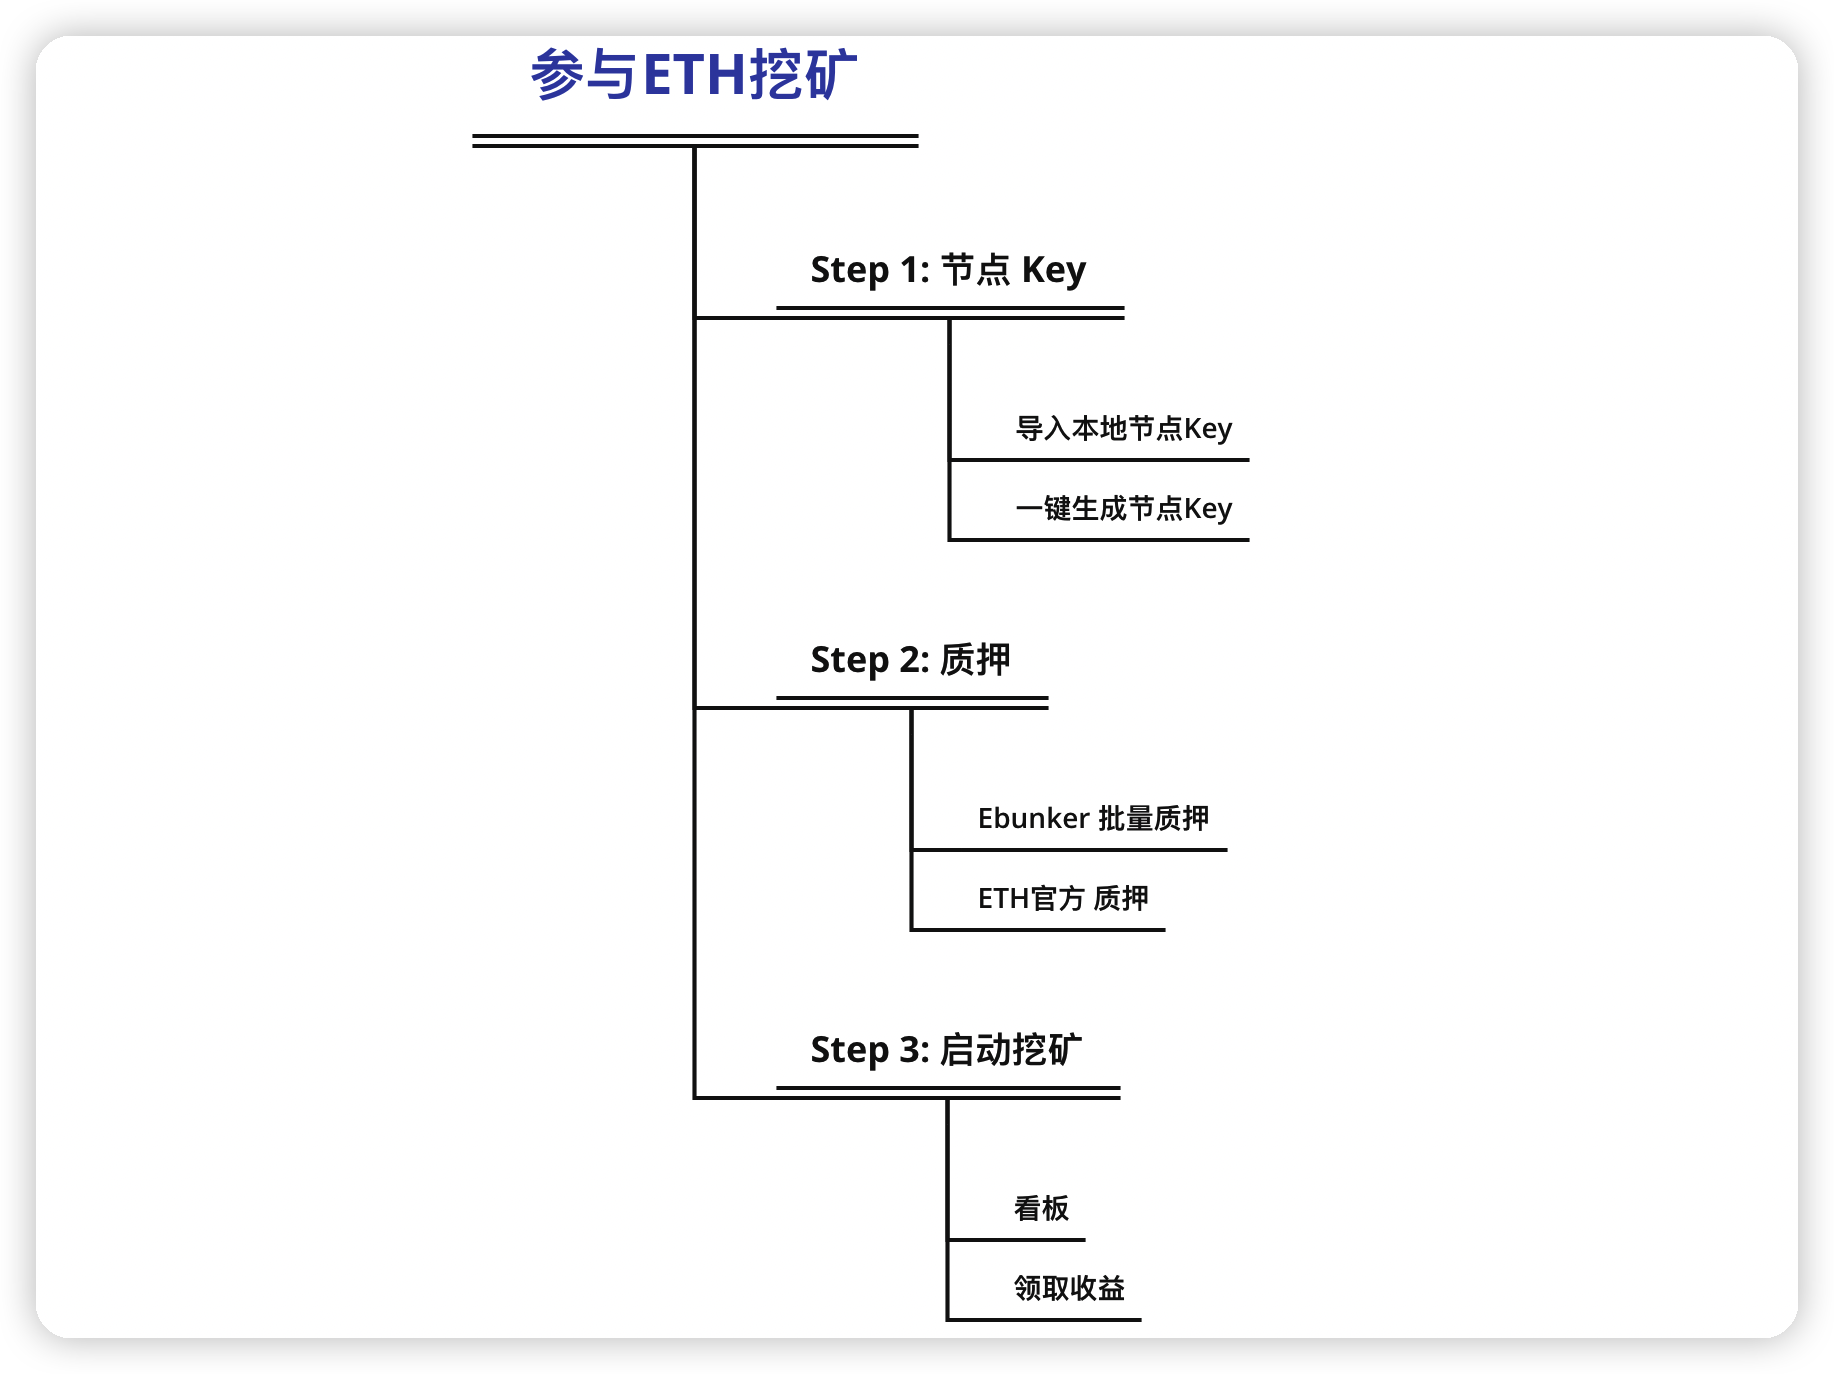 参与ETH挖矿
Step 1: 节点 Key
导入本地节点Key
一键生成节点Key
Step 2: 质押
Ebunker 批量质押
ETH官方 质押
Step 3: 启动挖矿
看板
领取收益